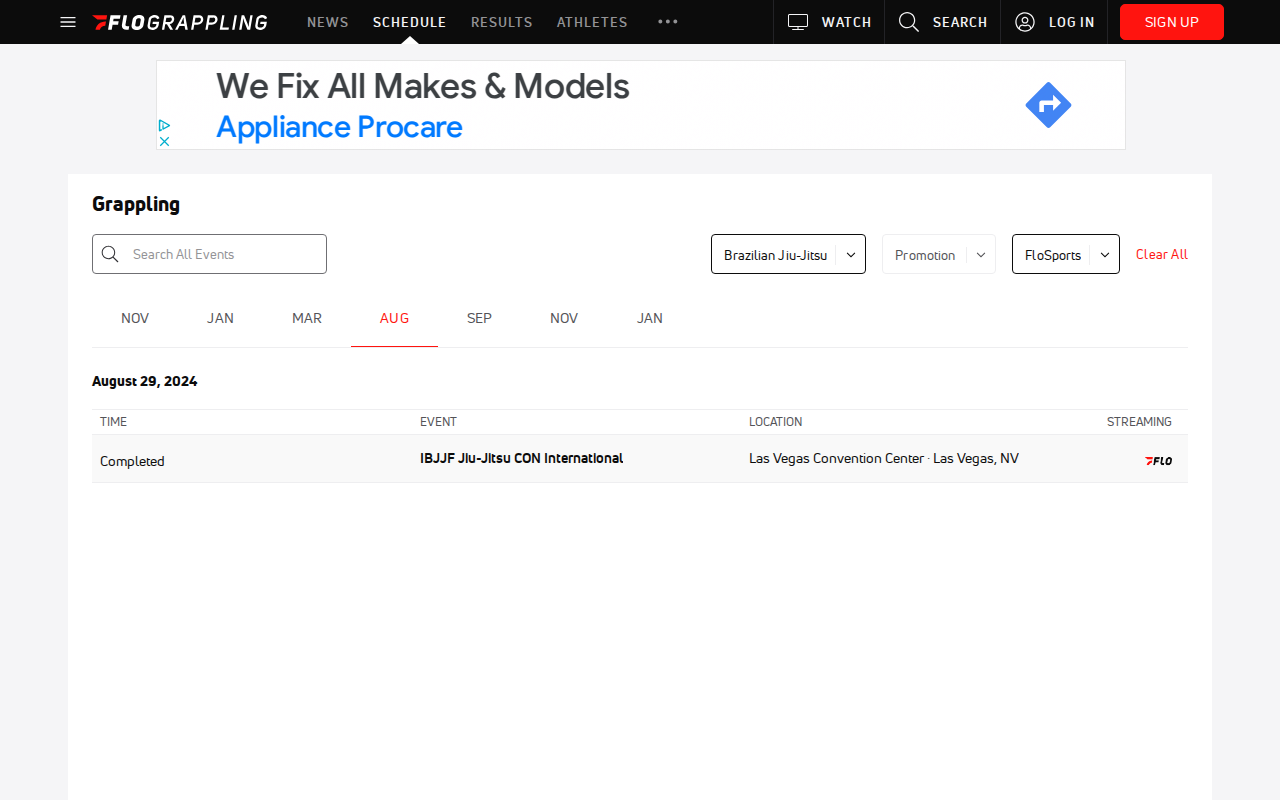 FLOGRAPPLING NEWS SCHEDULE RESULTS ATHLETES WATCH SEARCH LOG IN SIGN UP
We Fix All Makes & Models
Appliance Procare
Grappling
Search All Events Brazilian Jiu-Jitsu Promotion FloSports Clear All
NOV JAN MAR AUG SEP NOV JAN
August 29, 2024
TIME EVENT LOCATION STREAMING
Completed IBJJF Jiu-Jitsu CON International Las Vegas Convention Center · Las Vegas, NV FLO